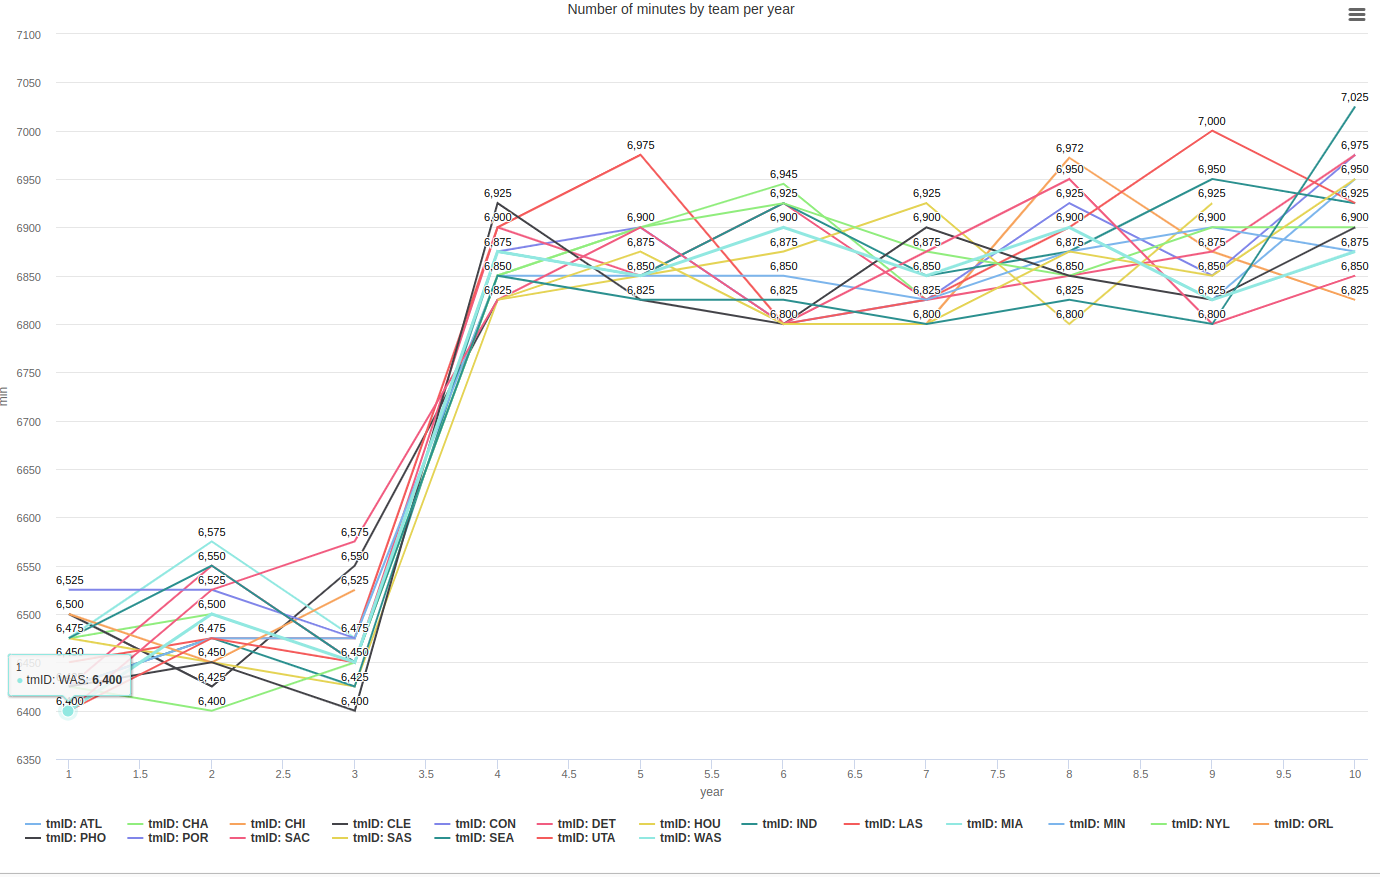 Number of minutes by team per year
7100
7050
7,025
7000
7,000
6,975 6,975
6,972
6950
6,945 6,950 6,950 6,950
6,925 6,925 6,925 6,925 6,925 6,925
6900
6,900 6,900 6,900 6,900 6,900 6,900 6,900
6,875 6,875 6,875 6,875 6,875 6,875 6,875
6850
6,850 6,850 6,850 6,850 6,850 6,850 6,850
6,825 6,825 6,825 6,825 6,825 6,825 6,825
6800
6,800 6,800 6,800 6,800
6750
6700
min
6650
6600
6,575 6,575
6550
6,550 6,550
6,525 6,525 6,525
6500
6,500 6,500
6,475 6,475 6,475
6,450 6,450 6,450
1
tmID: WAS: 6,400
6,425 6,425
6400
6,400 6,400 6,400
6350
1 1.5 2 2.5 3 3.5 4 4.5 5 5.5 6 6.5 7 7.5 8 8.5 9 9.5 10
year
tmID: ATL tmID: CHA tmID: CHI tmID: CLE tmID: CON tmID: DET tmID: HOU tmID: IND tmID: LAS tmID: MIA tmID: MIN tmID: NYL tmID: ORL
tmID: PHO tmID: POR tmID: SAC tmID: SAS tmID: SEA tmID: UTA tmID: WAS